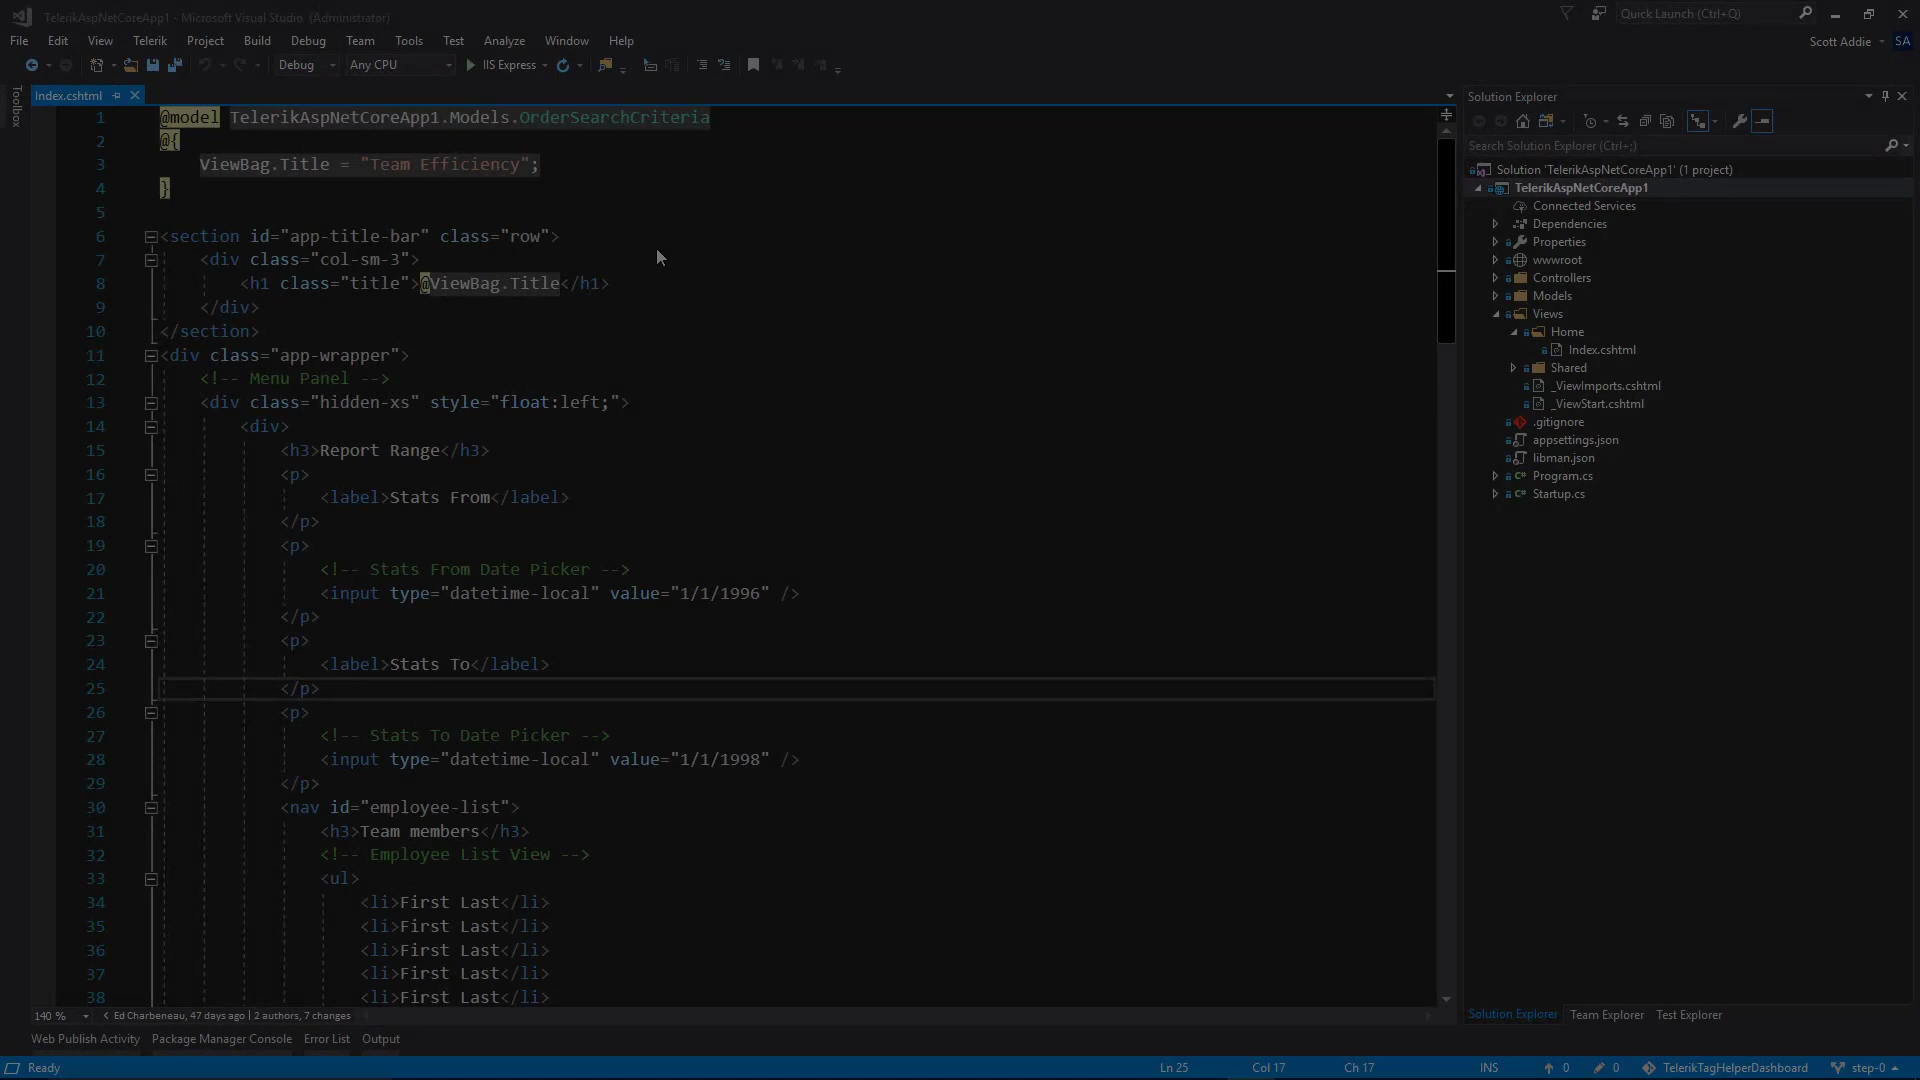 TelerikAspNetCoreApp1 - Microsoft Visual Studio (Administrator)
Quick Launch (Ctrl+Q)
File Edit View Telerik Project Build Debug Team Tools Test Analyze Window Help
Scott Addie SA
Debug Any CPU IIS Express
Toolbox
Index.cshtml
1 @model TelerikAspNetCoreApp1.Models.OrderSearchCriteria
2 @{
3 ViewBag.Title = "Team Efficiency";
4 }
5
6 <section id="app-title-bar" class="row">
7 <div class="col-sm-3">
8 <h1 class="title">@ViewBag.Title</h1>
9 </div>
10 </section>
11 <div class="app-wrapper">
12 <!-- Menu Panel -->
13 <div class="hidden-xs" style="float:left;">
14 <div>
15 <h3>Report Range</h3>
16 <p>
17 <label>Stats From</label>
18 </p>
19 <p>
20 <!-- Stats From Date Picker -->
21 <input type="datetime-local" value="1/1/1996" />
22 </p>
23 <p>
24 <label>Stats To</label>
25 </p>
26 <p>
27 <!-- Stats To Date Picker -->
28 <input type="datetime-local" value="1/1/1998" />
29 </p>
30 <nav id="employee-list">
31 <h3>Team members</h3>
32 <!-- Employee List View -->
33 <ul>
34 <li>First Last</li>
35 <li>First Last</li>
36 <li>First Last</li>
37 <li>First Last</li>
38 <li>First Last</li>
140 % Ed Charbeneau, 47 days ago | 2 authors, 7 changes
Solution Explorer
Search Solution Explorer (Ctrl+;)
Solution 'TelerikAspNetCoreApp1' (1 project)
TelerikAspNetCoreApp1
Connected Services
Dependencies
Properties
wwwroot
Controllers
Models
Views
Home
Index.cshtml
Shared
_ViewImports.cshtml
_ViewStart.cshtml
.gitignore
appsettings.json
libman.json
Program.cs
Startup.cs
Solution Explorer Team Explorer Test Explorer
Web Publish Activity Package Manager Console Error List Output
Ready Ln 25 Col 17 Ch 17 INS 0 0 TelerikTagHelperDashboard step-0